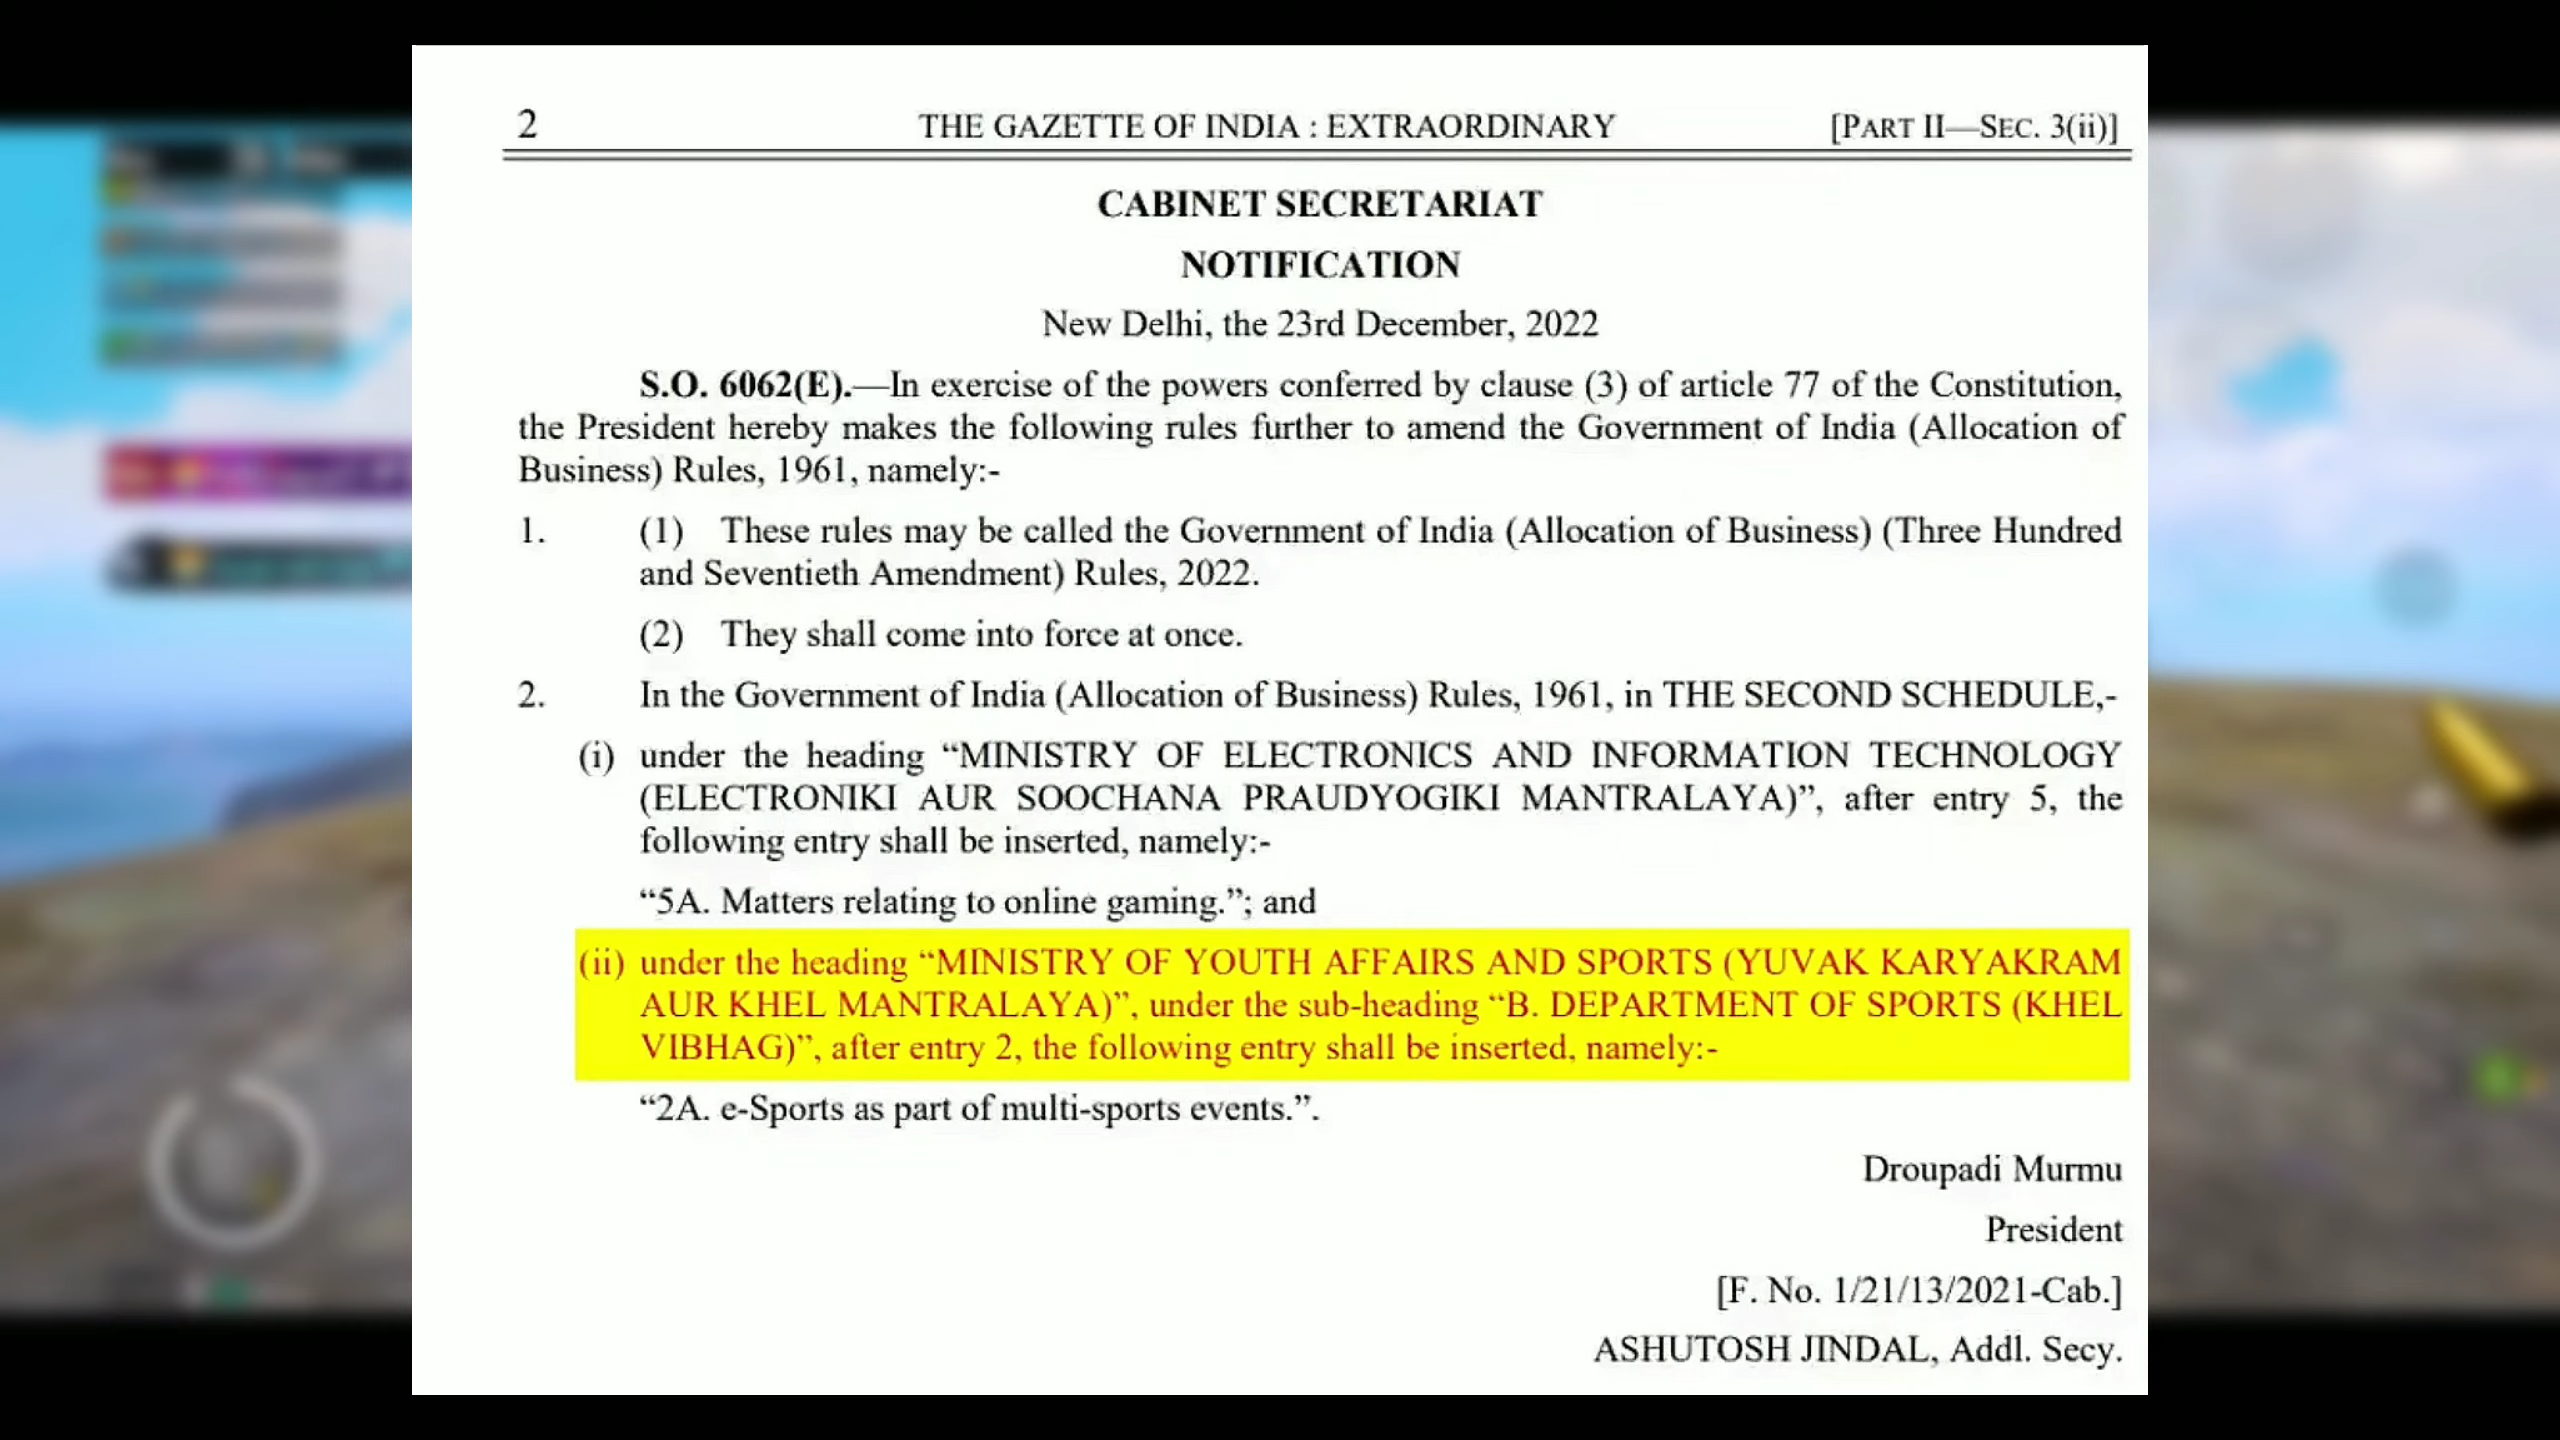 2 THE GAZETTE OF INDIA : EXTRAORDINARY [PART II—SEC. 3(ii)]
CABINET SECRETARIAT
NOTIFICATION
New Delhi, the 23rd December, 2022
S.O. 6062(E).—In exercise of the powers conferred by clause (3) of article 77 of the Constitution,
the President hereby makes the following rules further to amend the Government of India (Allocation of
Business) Rules, 1961, namely:-
1. (1) These rules may be called the Government of India (Allocation of Business) (Three Hundred
and Seventieth Amendment) Rules, 2022.
(2) They shall come into force at once.
2. In the Government of India (Allocation of Business) Rules, 1961, in THE SECOND SCHEDULE,-
(i) under the heading “MINISTRY OF ELECTRONICS AND INFORMATION TECHNOLOGY
(ELECTRONIKI AUR SOOCHANA PRAUDYOGIKI MANTRALAYA)”, after entry 5, the
following entry shall be inserted, namely:-
“5A. Matters relating to online gaming.”; and
(ii) under the heading “MINISTRY OF YOUTH AFFAIRS AND SPORTS (YUVAK KARYAKRAM
AUR KHEL MANTRALAYA)”, under the sub-heading “B. DEPARTMENT OF SPORTS (KHEL
VIBHAG)”, after entry 2, the following entry shall be inserted, namely:-
“2A. e-Sports as part of multi-sports events.”.
Droupadi Murmu
President
[F. No. 1/21/13/2021-Cab.]
ASHUTOSH JINDAL, Addl. Secy.